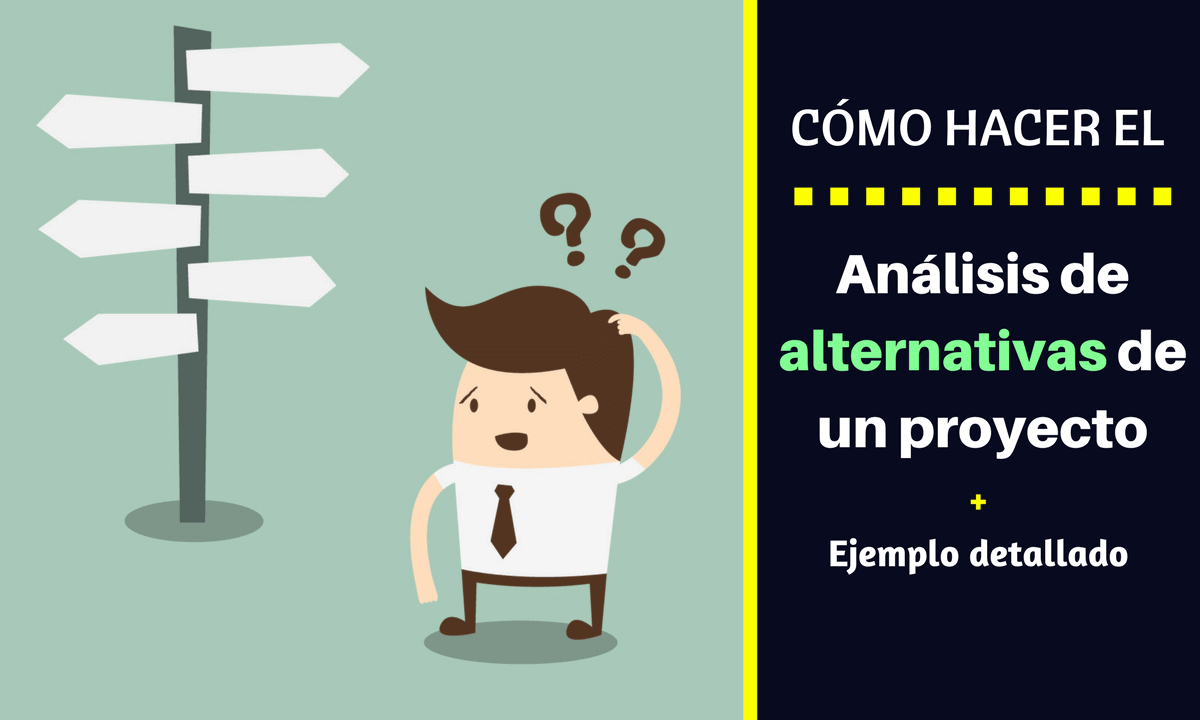 ? ?
CÓMO HACER EL
Análisis de
alternativas de
un proyecto
+
Ejemplo detallado